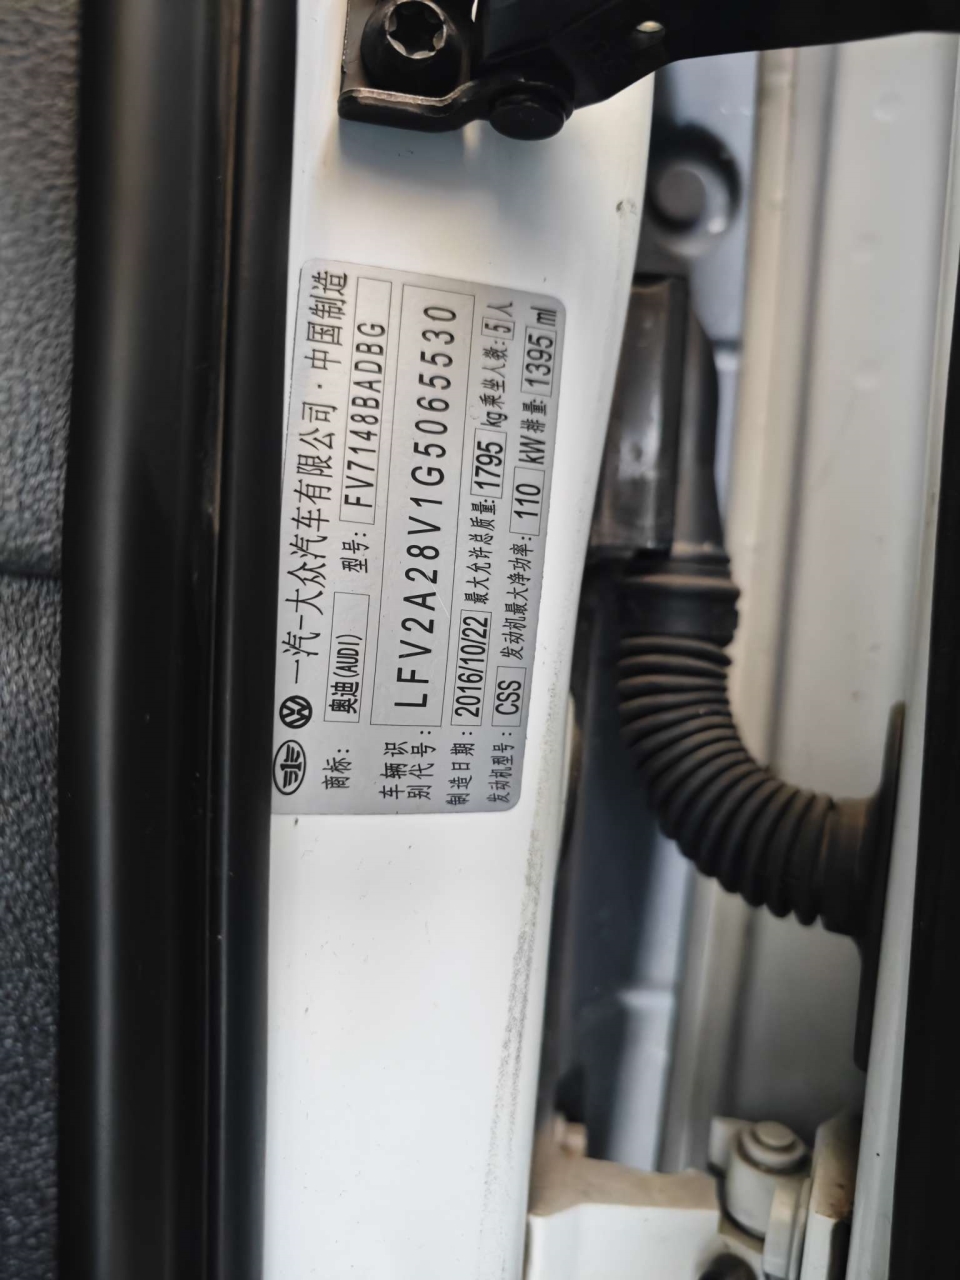 一汽-大众汽车有限公司·中国制造
商标: 奥迪(AUDI) 型号: FV7148BADBG
车辆识别代号: LFV2A28V1G5065530
制造日期: 2016/10/22 最大允许总质量: 1795 kg 乘坐人数: 5 人
发动机型号: CSS 发动机最大净功率: 110 kW 排量: 1395 ml